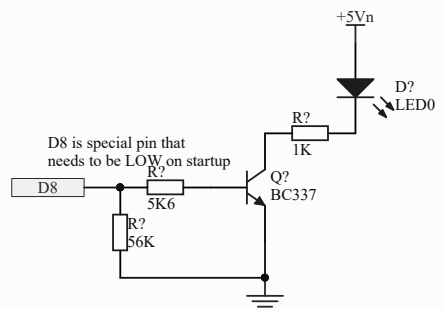 +5Vn
D?
LED0
R?
1K
D8 is special pin that
needs to be LOW on startup
R?
D8
5K6
Q?
BC337
R?
56K